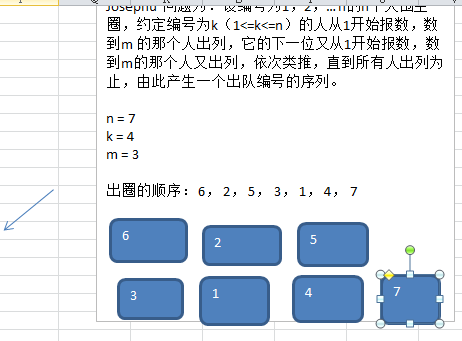 Josephu 问题为：设编号为1，2，… n的n个人围坐一
圈，约定编号为k（1<=k<=n）的人从1开始报数，数
到m 的那个人出列，它的下一位又从1开始报数，数
到m的那个人又出列，依次类推，直到所有人出列为
止，由此产生一个出队编号的序列。
n = 7
k = 4
m = 3
出圈的顺序：6，2，5，3，1，4，7
6
2
5
3
1
4
7